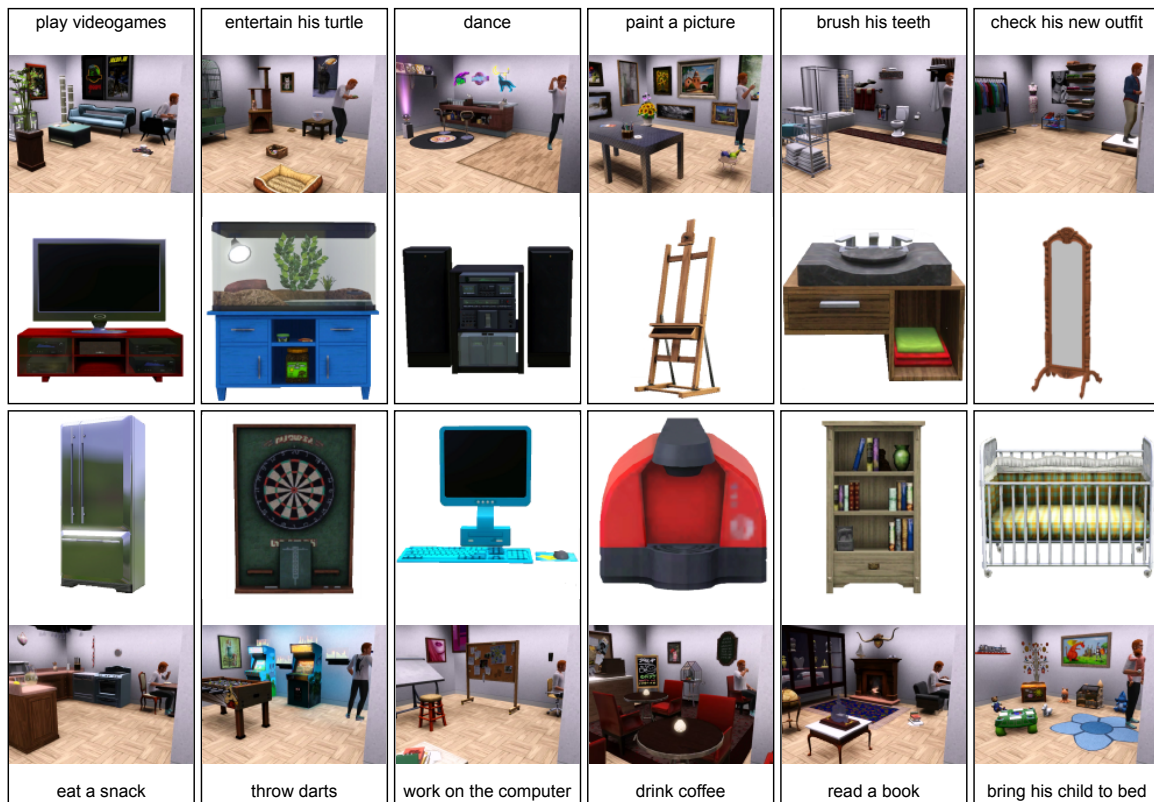 play videogames
entertain his turtle
dance
paint a picture
brush his teeth
check his new outfit
eat a snack
throw darts
work on the computer
drink coffee
read a book
bring his child to bed